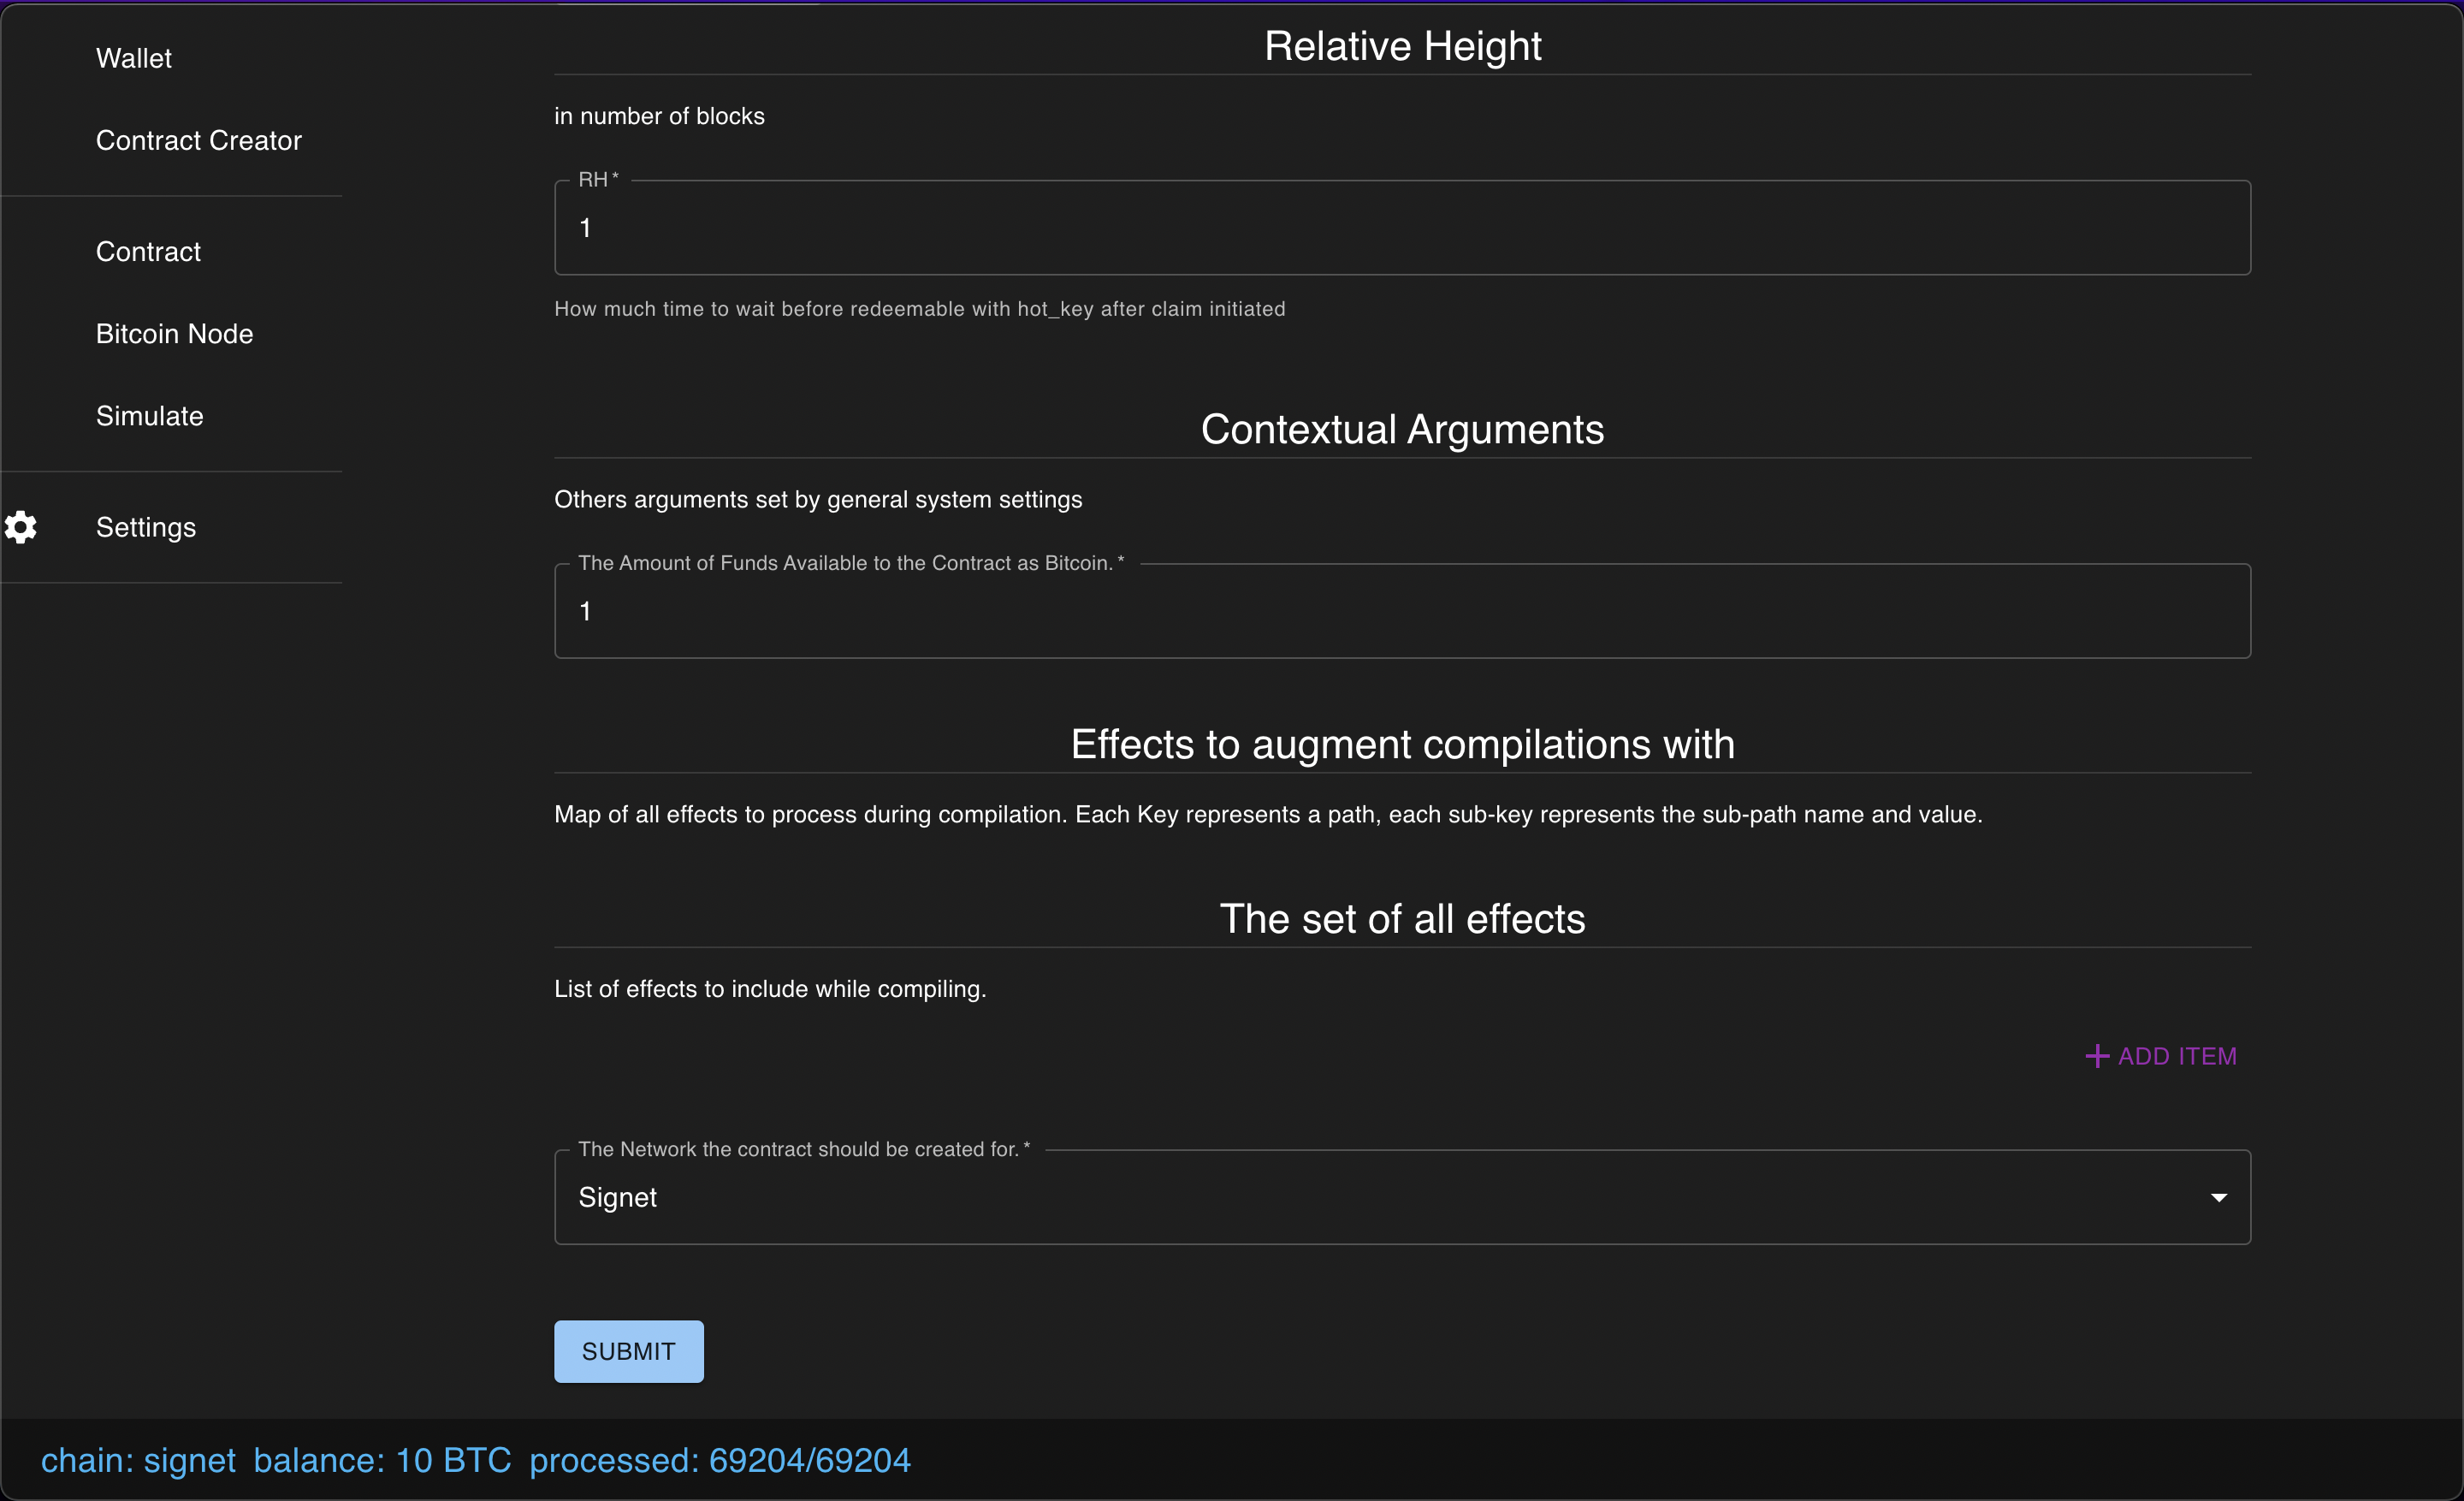 Wallet
Contract Creator
Contract
Bitcoin Node
Simulate
Settings
Relative Height
in number of blocks
RH *
1
How much time to wait before redeemable with hot_key after claim initiated
Contextual Arguments
Others arguments set by general system settings
The Amount of Funds Available to the Contract as Bitcoin. *
1
Effects to augment compilations with
Map of all effects to process during compilation. Each Key represents a path, each sub-key represents the sub-path name and value.
The set of all effects
List of effects to include while compiling.
+ ADD ITEM
The Network the contract should be created for. *
Signet
SUBMIT
chain: signet balance: 10 BTC processed: 69204/69204